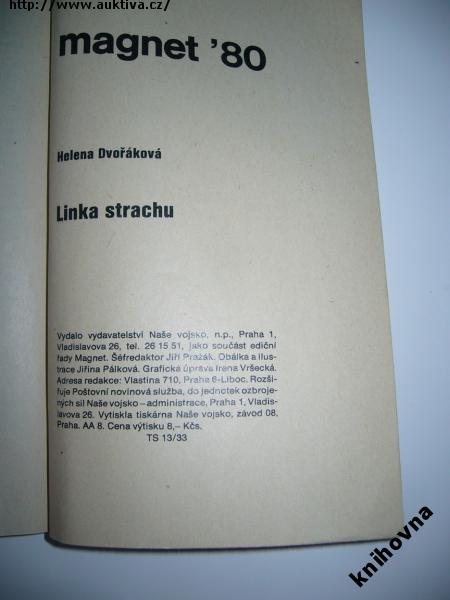 http://www.auktiva.cz/
magnet '80
Helena Dvořáková
Linka strachu
Vydalo vydavatelství Naše vojsko, n.p., Praha 1,
Vladislavova 26, tel. 26 15 51, jako součást ediční
řady Magnet. Šéfredaktor Jiří Pražák. Obálka a ilus-
trace Jiřina Pálková. Grafická úprava Irena Vršecká.
Adresa redakce: Vlastina 710, Praha 6-Liboc. Rozši-
řuje Poštovní novinová služba, do jednotek ozbroje-
ných sil Naše vojsko – administrace, Praha 1, Vladis-
lavova 26. Vytiskla tiskárna Naše vojsko, závod 08,
Praha. AA 8. Cena výtisku 8,– Kčs.
TS 13/33
knihovna